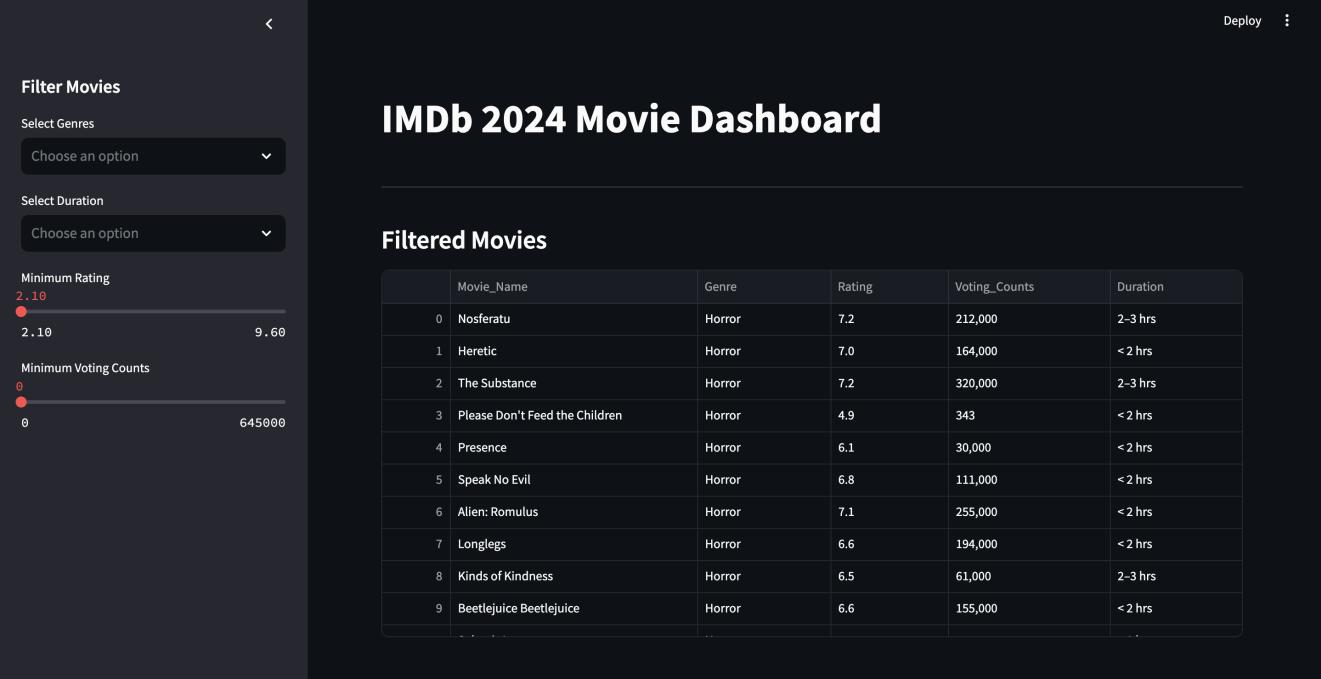 Deploy
Filter Movies
Select Genres
Choose an option
Select Duration
Choose an option
Minimum Rating
2.10
2.10 9.60
Minimum Voting Counts
0
0 645000
IMDb 2024 Movie Dashboard
Filtered Movies
Movie_Name Genre Rating Voting_Counts Duration
0 Nosferatu Horror 7.2 212,000 2–3 hrs
1 Heretic Horror 7.0 164,000 < 2 hrs
2 The Substance Horror 7.2 320,000 2–3 hrs
3 Please Don't Feed the Children Horror 4.9 343 < 2 hrs
4 Presence Horror 6.1 30,000 < 2 hrs
5 Speak No Evil Horror 6.8 111,000 < 2 hrs
6 Alien: Romulus Horror 7.1 255,000 < 2 hrs
7 Longlegs Horror 6.6 194,000 < 2 hrs
8 Kinds of Kindness Horror 6.5 61,000 2–3 hrs
9 Beetlejuice Beetlejuice Horror 6.6 155,000 < 2 hrs